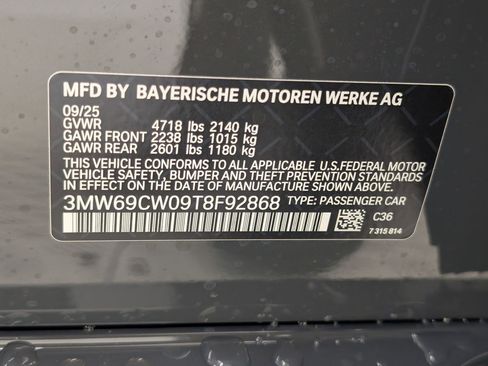 MFD BY BAYERISCHE MOTOREN WERKE AG
09/25
GVWR 4718 lbs 2140 kg
GAWR FRONT 2238 lbs 1015 kg
GAWR REAR 2601 lbs 1180 kg
THIS VEHICLE CONFORMS TO ALL APPLICABLE U.S.FEDERAL MOTOR
VEHICLE SAFETY, BUMPER AND THEFT PREVENTION STANDARDS
IN EFFECT ON THE DATE OF MANUFACTURE SHOWN ABOVE.
3MW69CW09T8F92868 TYPE: PASSENGER CAR
C36
7 315 814